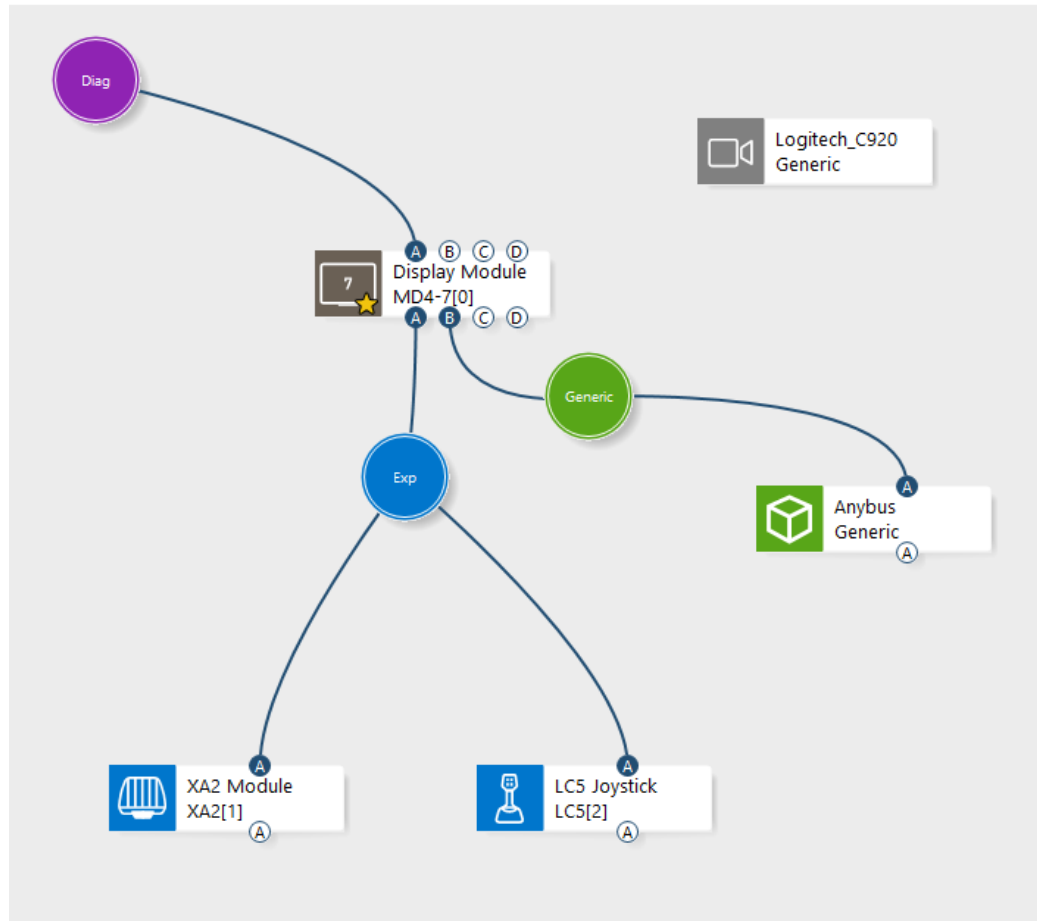 Diag
Logitech_C920
Generic
A B C D
7
Display Module
MD4-7[0]
A B C D
Generic
Exp
A
Anybus
Generic
A
A
XA2 Module
XA2[1]
A
A
LC5 Joystick
LC5[2]
A